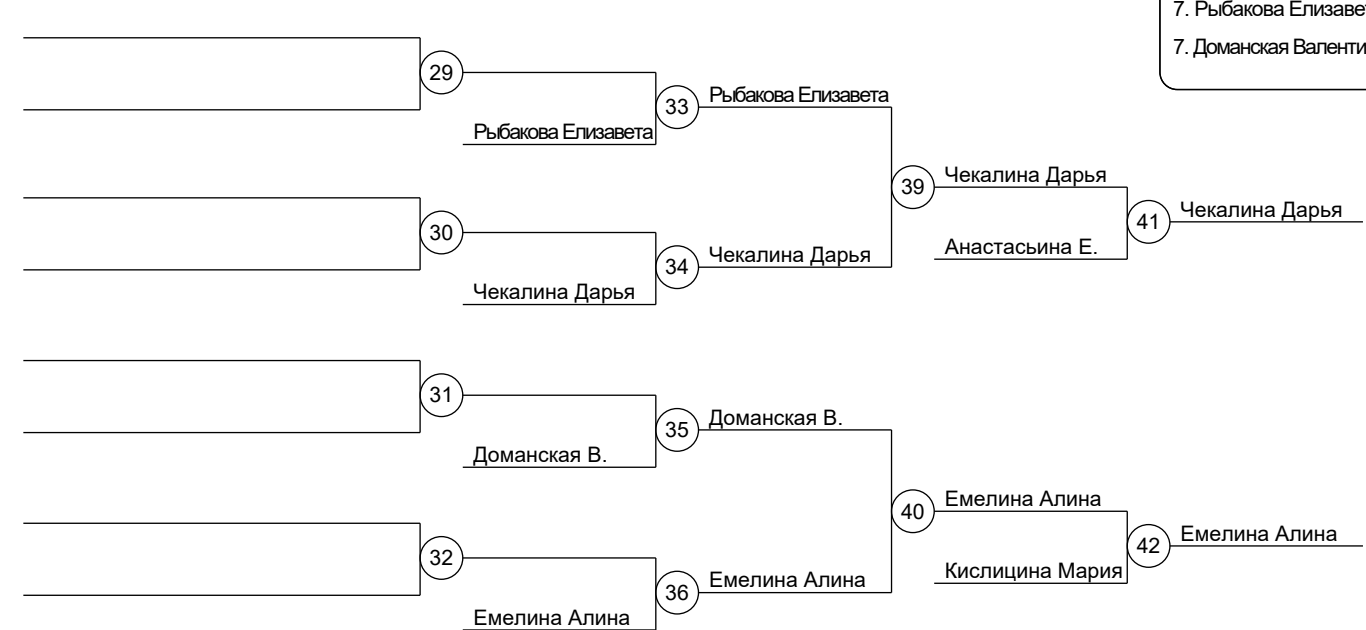 7. Рыбакова Елизавет
7. Доманская Валенти
29
Рыбакова Елизавета
33
Рыбакова Елизавета
39
Чекалина Дарья
41
Чекалина Дарья
30
Чекалина Дарья
34
Чекалина Дарья
Анастасьина Е.
31
Доманская В.
35
Доманская В.
40
Емелина Алина
42
Емелина Алина
32
Емелина Алина
36
Емелина Алина
Кислицина Мария